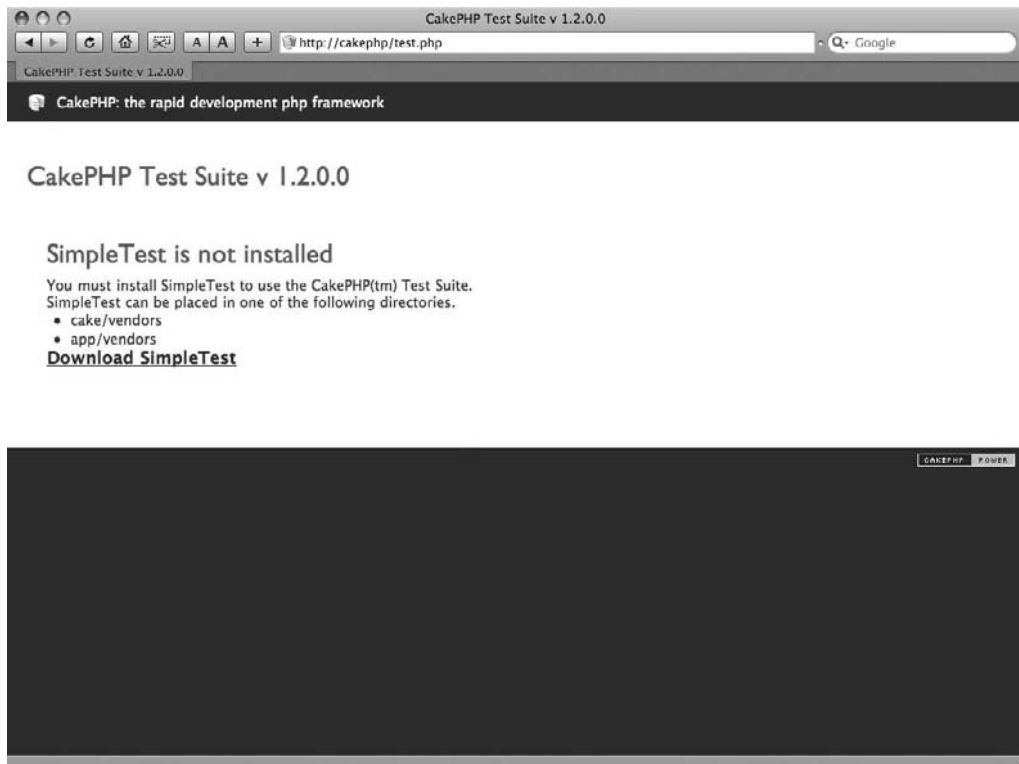 CakePHP Test Suite v 1.2.0.0
A A + http://cakephp/test.php Google
CakePHP Test Suite v 1.2.0.0
CakePHP: the rapid development php framework
CakePHP Test Suite v 1.2.0.0
SimpleTest is not installed
You must install SimpleTest to use the CakePHP(tm) Test Suite.
SimpleTest can be placed in one of the following directories.
• cake/vendors
• app/vendors
Download SimpleTest
CAKEPHP POWER